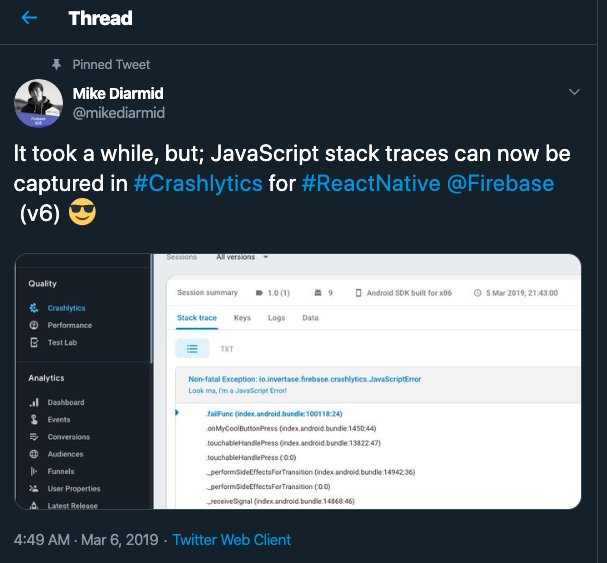 Thread
Pinned Tweet
Mike Diarmid
@mikediarmid
It took a while, but; JavaScript stack traces can now be
captured in #Crashlytics for #ReactNative @Firebase
(v6) 😎
Sessions All versions
Quality
Crashlytics
Performance
Test Lab
Analytics
Dashboard
Events
Conversions
Audiences
Funnels
User Properties
Latest Release
Session summary 1.0 (1) 9 Android SDK built for x86 5 Mar 2019, 21:43:00
Stack trace Keys Logs Data
TXT
Non-fatal Exception: io.invertase.firebase.crashlytics.JavaScriptError
Look ma, I'm a JavaScript Error!
.failFunc (index.android.bundle:100118:24)
.onMyCoolButtonPress (index.android.bundle:1450:44)
.touchableHandlePress (index.android.bundle:13822:47)
.touchableHandlePress (:0:0)
._performSideEffectsForTransition (index.android.bundle:14942:36)
._performSideEffectsForTransition (:0:0)
._receiveSignal (index.android.bundle:14868:46)
4:49 AM · Mar 6, 2019 · Twitter Web Client